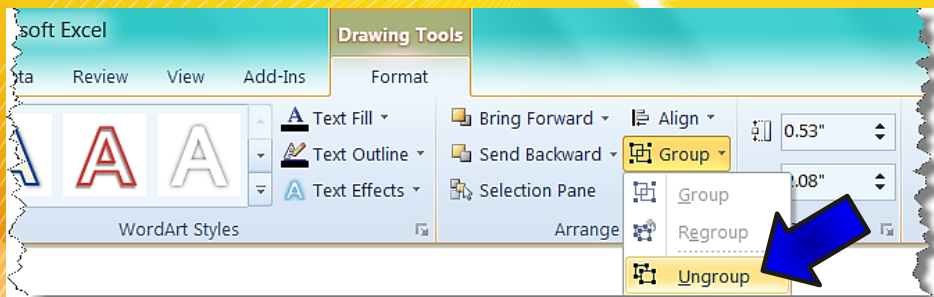 soft Excel
Drawing Tools
ta Review View Add-Ins Format
A Text Fill Bring Forward Align 0.53"
A A A Text Outline Send Backward Group .08"
A Text Effects Selection Pane Group
WordArt Styles Arrange Regroup
Ungroup